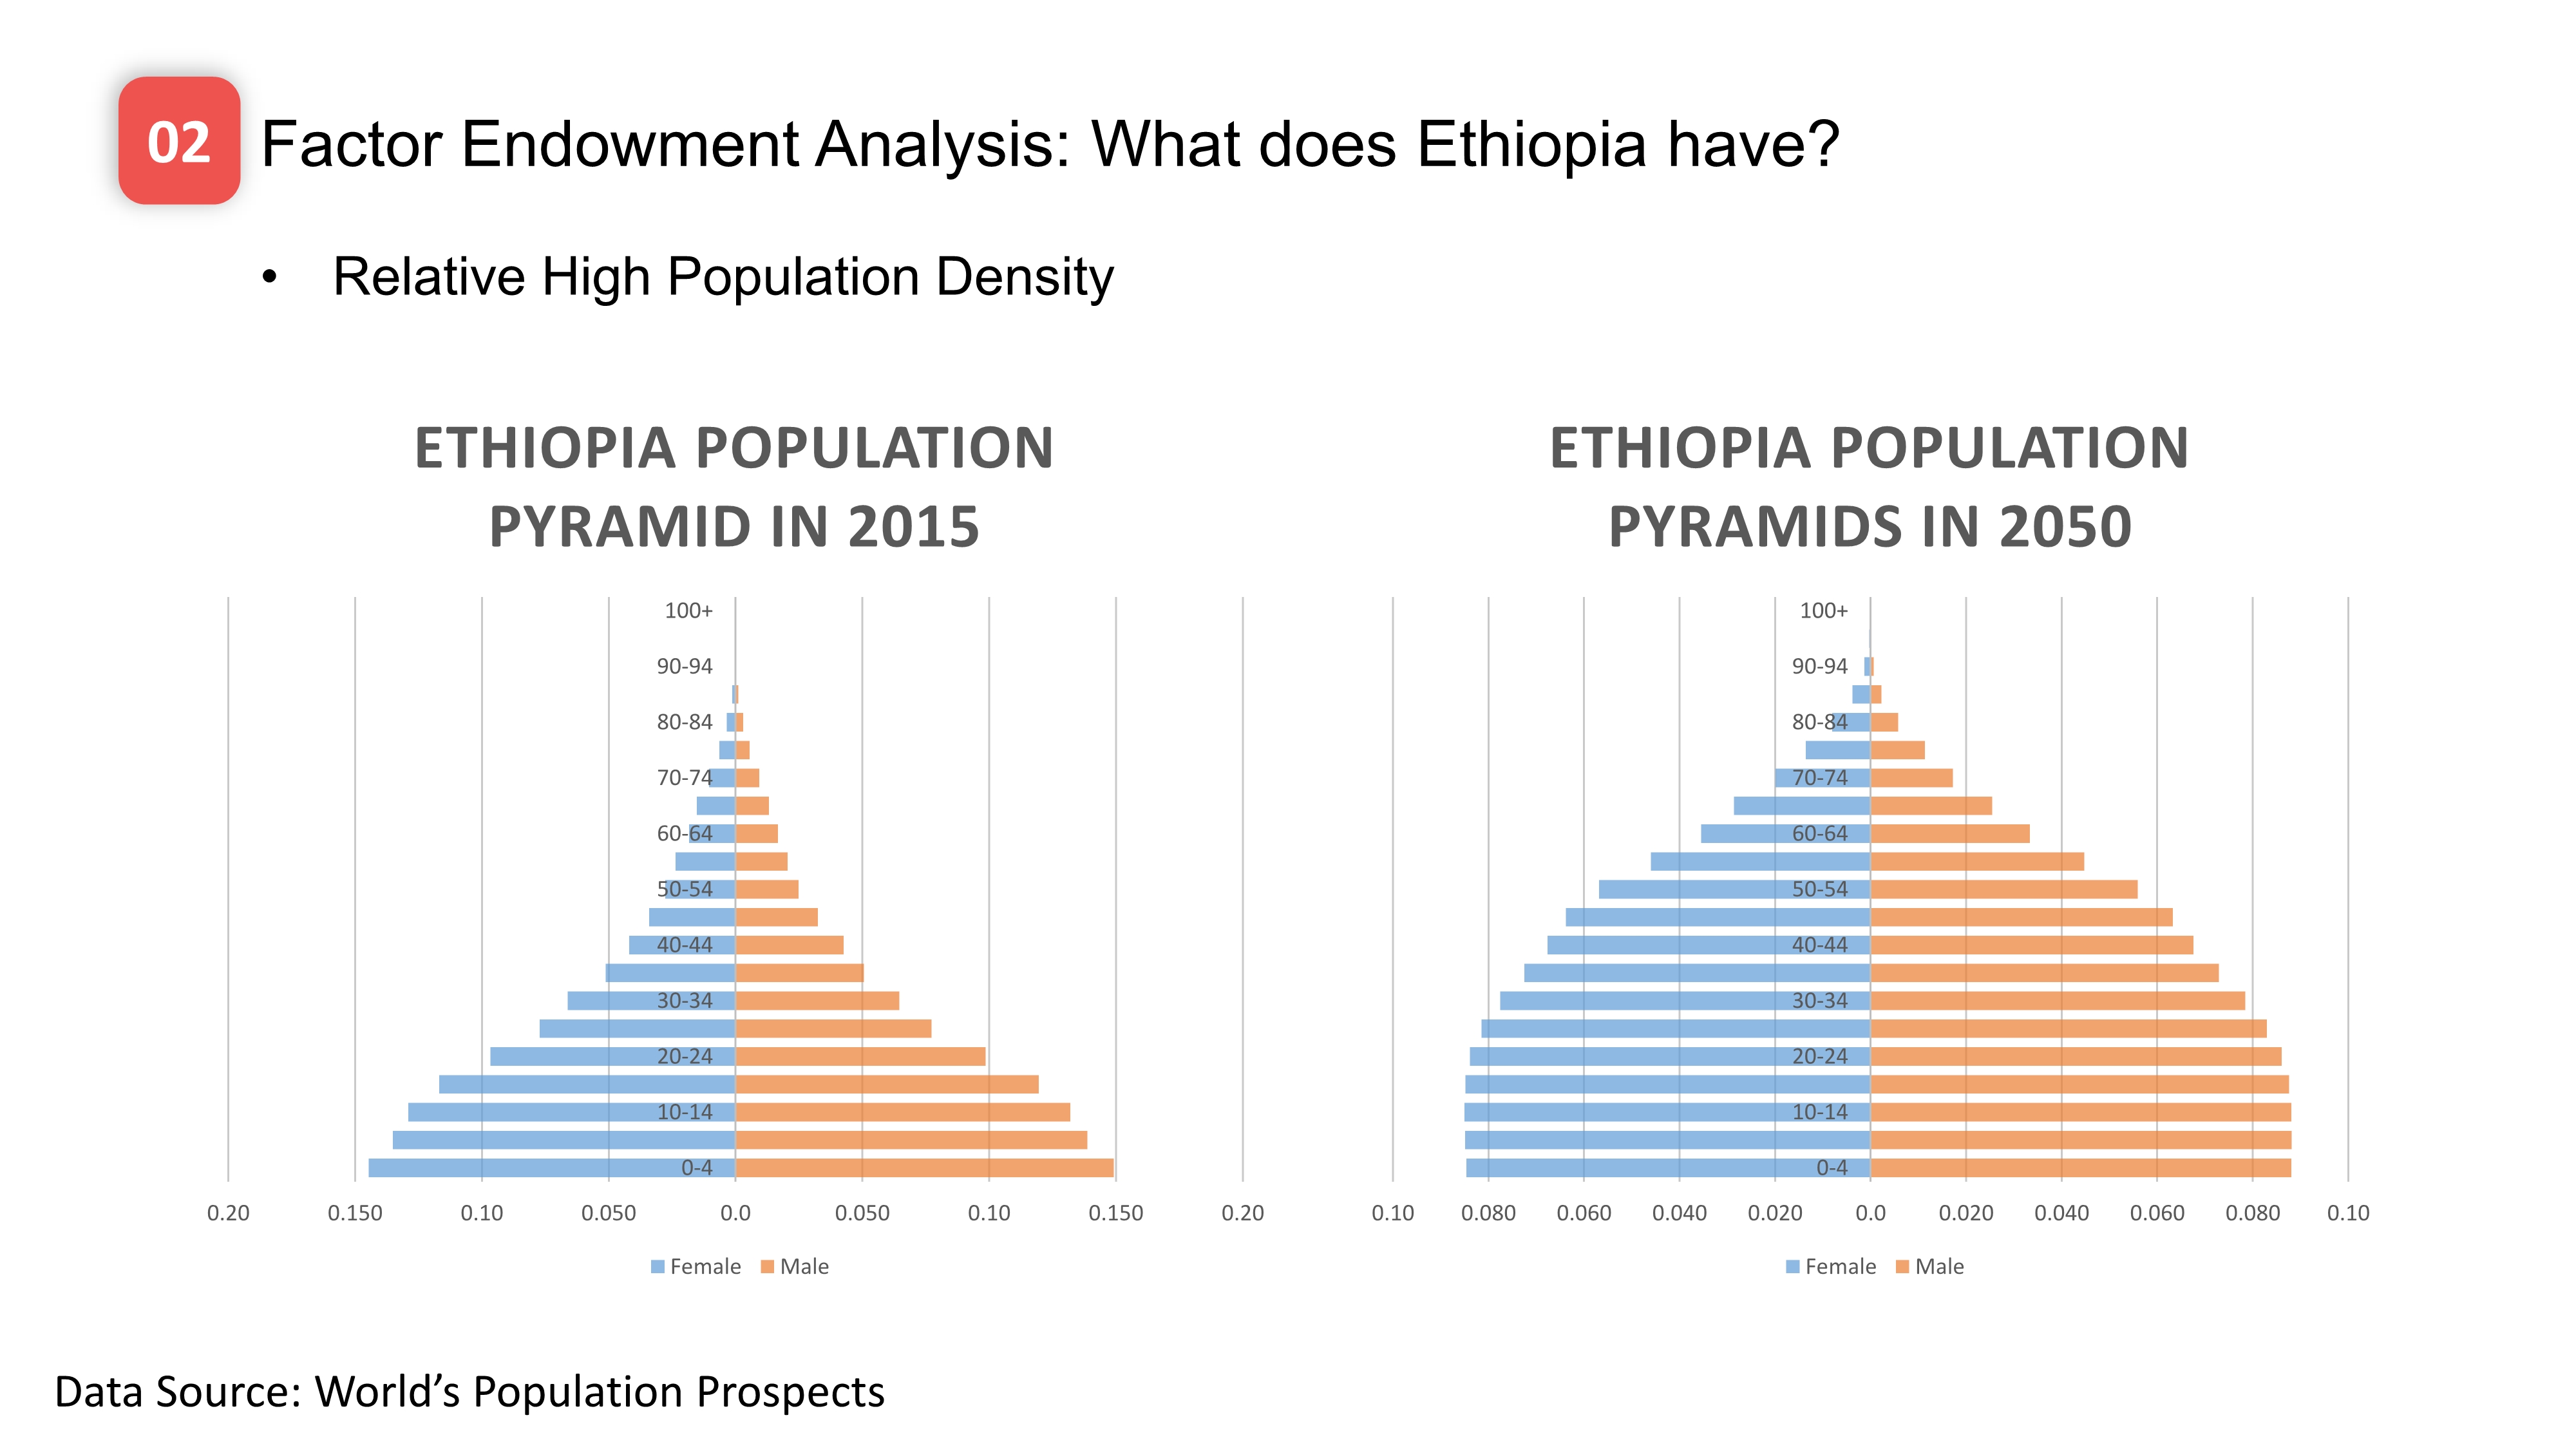 02
Factor Endowment Analysis: What does Ethiopia have?
• Relative High Population Density
ETHIOPIA POPULATION
PYRAMID IN 2015
100+
90-94
80-84
70-74
60-64
50-54
40-44
30-34
20-24
10-14
0-4
0.20 0.150 0.10 0.050 0.0 0.050 0.10 0.150 0.20
Female Male
ETHIOPIA POPULATION
PYRAMIDS IN 2050
100+
90-94
80-84
70-74
60-64
50-54
40-44
30-34
20-24
10-14
0-4
0.10 0.080 0.060 0.040 0.020 0.0 0.020 0.040 0.060 0.080 0.10
Female Male
Data Source: World’s Population Prospects